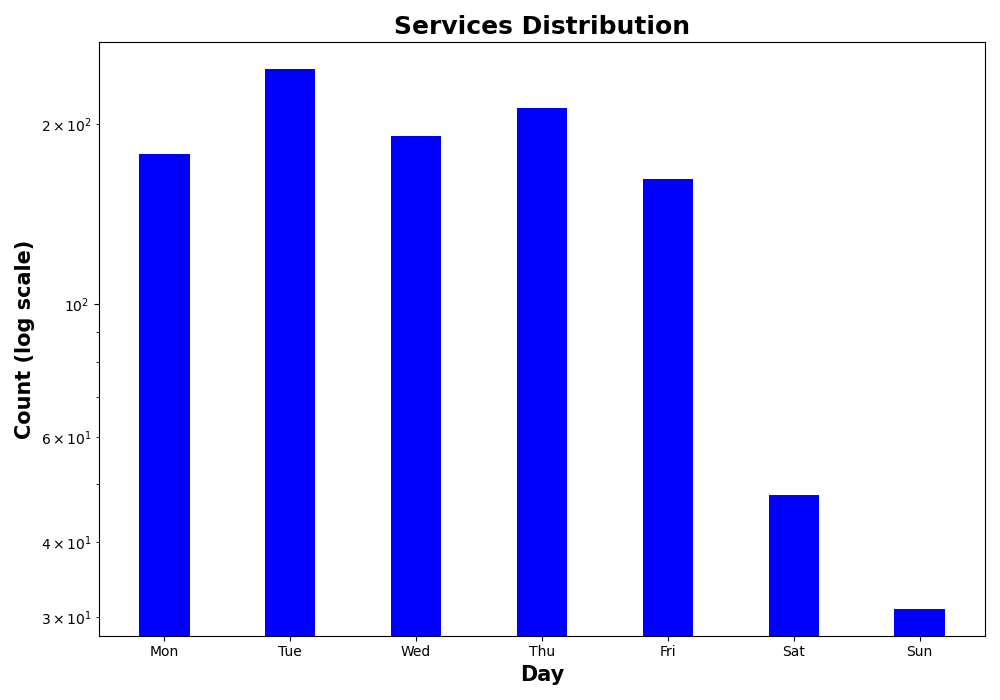 Services Distribution
Count (log scale)
2 × 10²
10²
6 × 10¹
4 × 10¹
3 × 10¹
Mon Tue Wed Thu Fri Sat Sun
Day